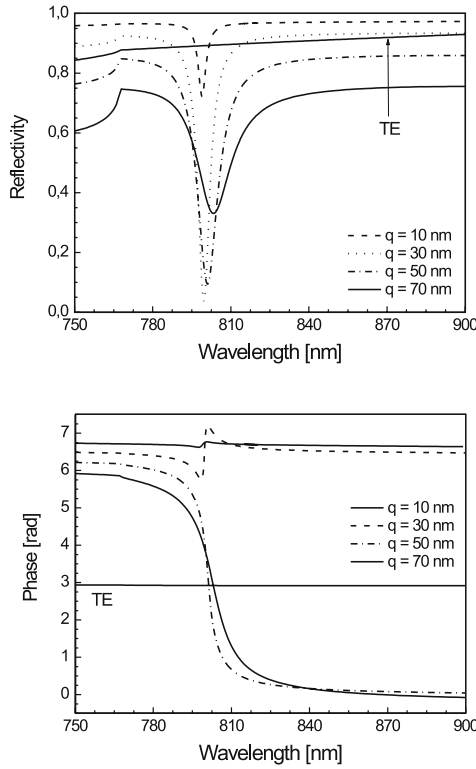 1,0
0,8
0,6
0,4
0,2
0,0
Reflectivity
TE
q = 10 nm
q = 30 nm
q = 50 nm
q = 70 nm
750 780 810 840 870 900
Wavelength [nm]
7
6
5
4
3
2
1
0
Phase [rad]
q = 10 nm
q = 30 nm
q = 50 nm
q = 70 nm
TE
750 780 810 840 870 900
Wavelength [nm]